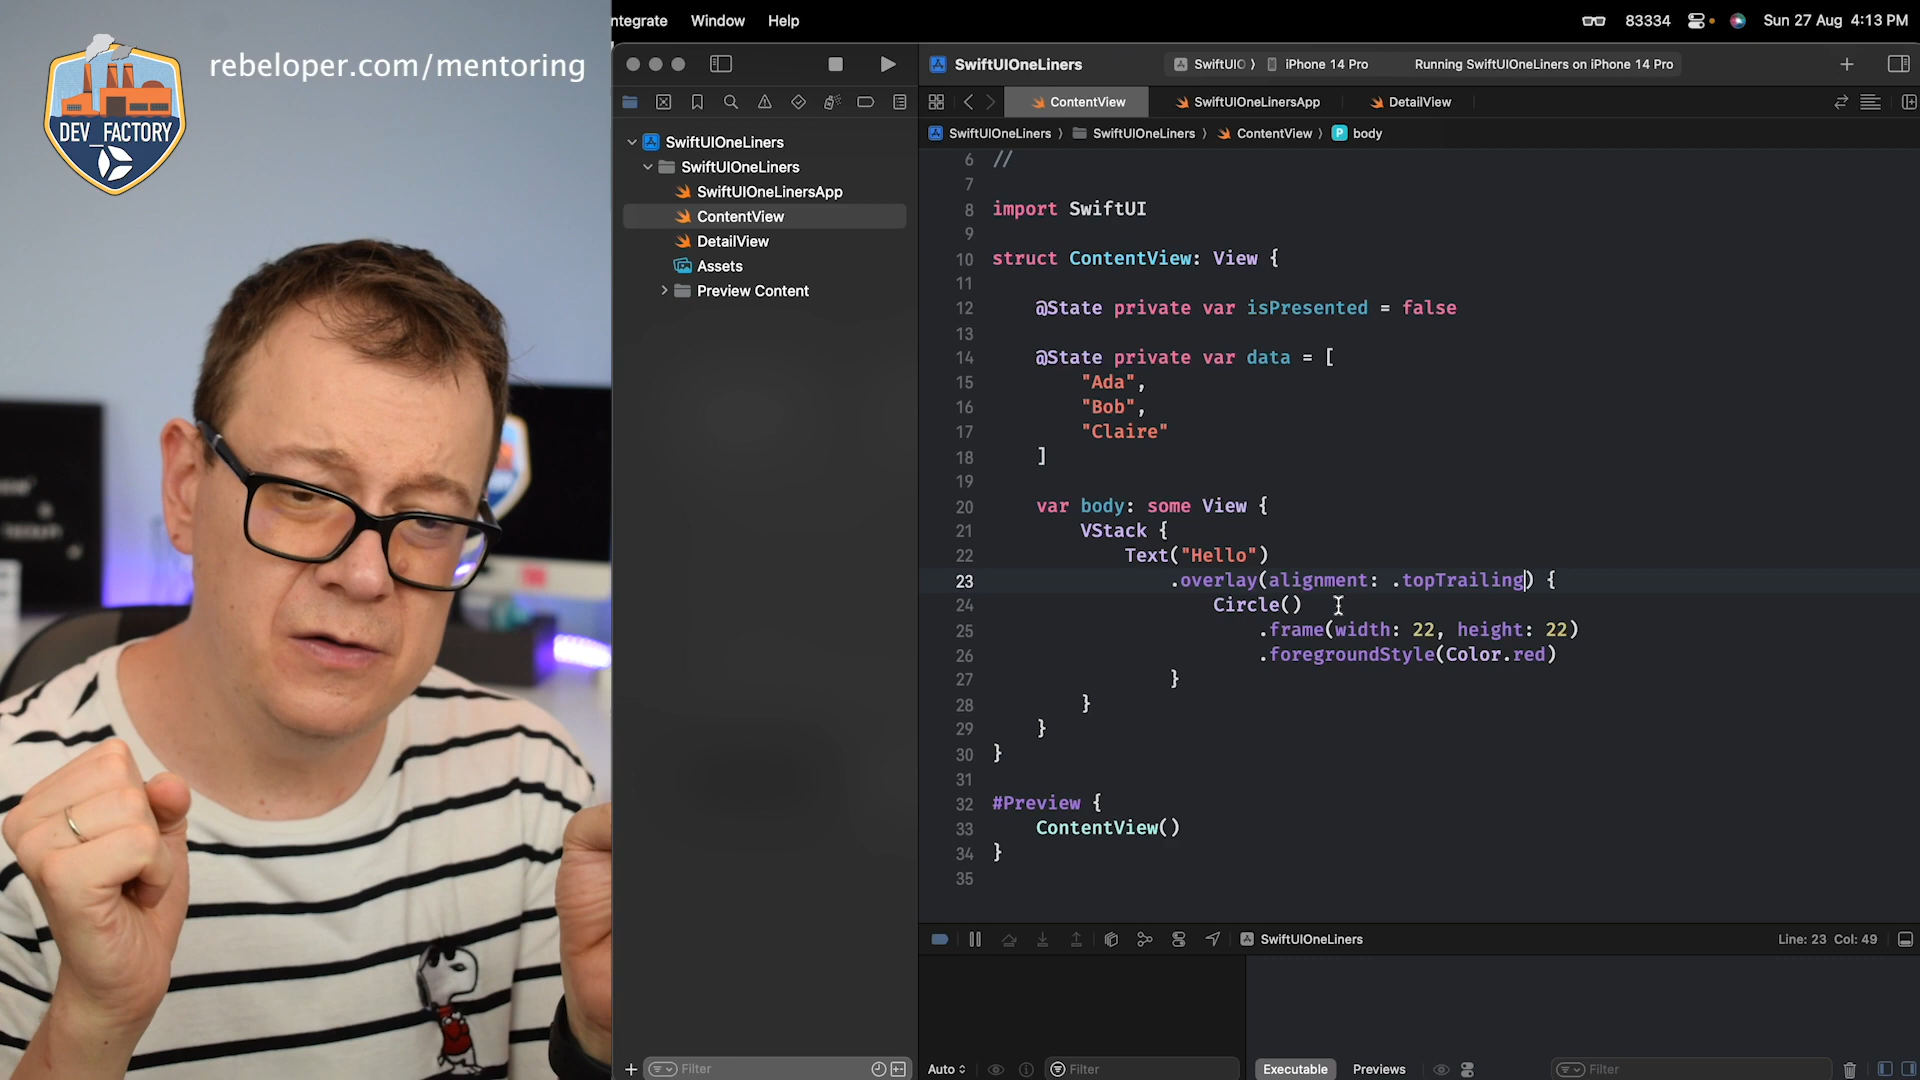 rebeloper.com/mentoring
DEV_FACTORY
ntegrate Window Help
83334 Sun 27 Aug 4:13 PM
SwiftUIOneLiners
SwiftUIO iPhone 14 Pro Running SwiftUIOneLiners on iPhone 14 Pro
ContentView SwiftUIOneLinersApp DetailView
SwiftUIOneLiners SwiftUIOneLiners ContentView P body
SwiftUIOneLiners
SwiftUIOneLiners
SwiftUIOneLinersApp
ContentView
DetailView
Assets
Preview Content
6 //
7
8 import SwiftUI
9
10 struct ContentView: View {
11
12 @State private var isPresented = false
13
14 @State private var data = [
15 "Ada",
16 "Bob",
17 "Claire"
18 ]
19
20 var body: some View {
21 VStack {
22 Text("Hello")
23 .overlay(alignment: .topTrailing) {
24 Circle()
25 .frame(width: 22, height: 22)
26 .foregroundStyle(Color.red)
27 }
28 }
29 }
30 }
31
32 #Preview {
33 ContentView()
34 }
35
SwiftUIOneLiners Line: 23 Col: 49
Filter
Auto Filter
Executable Previews Filter